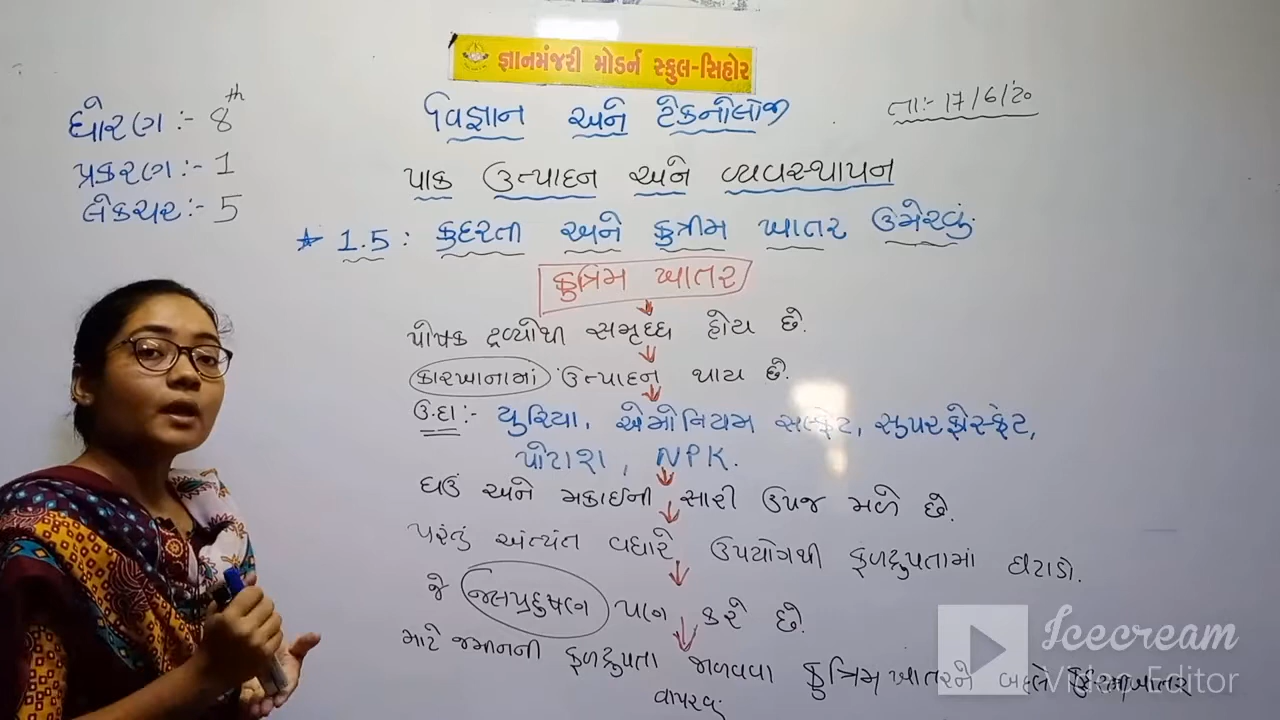 જ્ઞાનમંજરી મોડર્ન સ્કુલ-સિહોર
ધોરણ :- 8th
પ્રકરણ :- 1
લેકચર :- 5
વિજ્ઞાન અને ટેકનોલોજી
તા:- 17/6/20
પાક ઉત્પાદન અને વ્યવસ્થાપન
★ 1.5 : કુદરતી અને કુત્રીમ ખાતર ઉમેરવું
કુત્રિમ ખાતર
પોષક દ્રવ્યોથી સમૃધ્ધ હોય છે.
કારખાનામાં ઉત્પાદન થાય છે.
ઉ.દા :- યુરિયા, એમોનિયમ સલ્ફેટ, સુપરફોસ્ફેટ,
પોટાશ, NPK.
ઘઉં અને મકાઈની સારી ઉપજ મળે છે.
પરંતુ અંત્યંત વધારે ઉપયોગથી ફળદ્રુપતામાં ઘટાડો.
જે જલપ્રદુષણ પણ કરે છે.
માટે જમીનની ફળદ્રુપતા જાળવવા કુત્રિમ ખાતરને બદલે
વાપરવું
Icecream
Video Editor